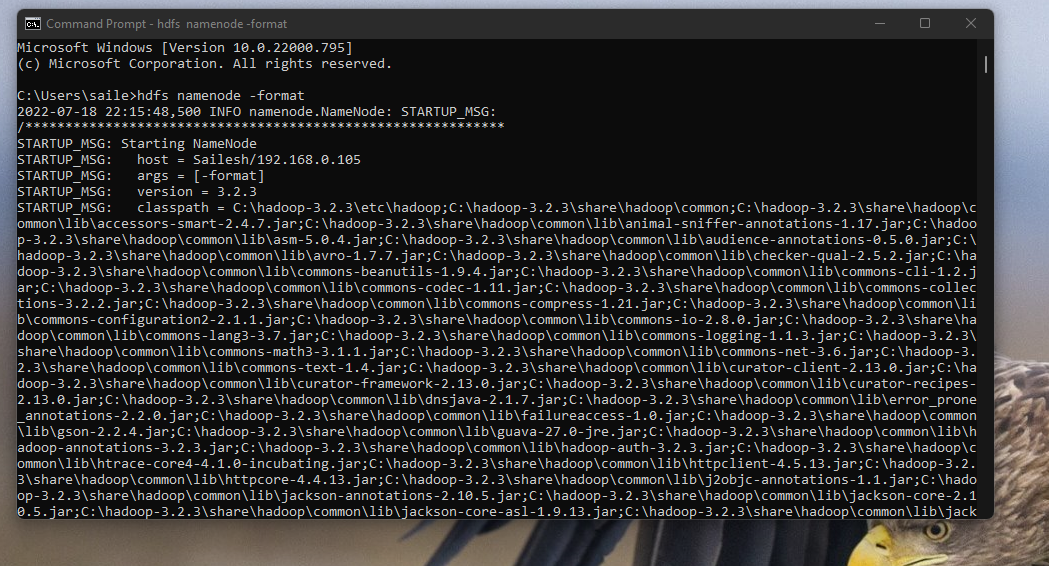 Command Prompt - hdfs  namenode -format
Microsoft Windows [Version 10.0.22000.795]
(c) Microsoft Corporation. All rights reserved.
C:\Users\saile>hdfs namenode -format
2022-07-18 22:15:48,500 INFO namenode.NameNode: STARTUP_MSG:
/************************************************************
STARTUP_MSG: Starting NameNode
STARTUP_MSG:   host = Sailesh/192.168.0.105
STARTUP_MSG:   args = [-format]
STARTUP_MSG:   version = 3.2.3
STARTUP_MSG:   classpath = C:\hadoop-3.2.3\etc\hadoop;C:\hadoop-3.2.3\share\hadoop\common;C:\hadoop-3.2.3\share\hadoop\c
ommon\lib\accessors-smart-2.4.7.jar;C:\hadoop-3.2.3\share\hadoop\common\lib\animal-sniffer-annotations-1.17.jar;C:\hadoo
p-3.2.3\share\hadoop\common\lib\asm-5.0.4.jar;C:\hadoop-3.2.3\share\hadoop\common\lib\audience-annotations-0.5.0.jar;C:\
hadoop-3.2.3\share\hadoop\common\lib\avro-1.7.7.jar;C:\hadoop-3.2.3\share\hadoop\common\lib\checker-qual-2.5.2.jar;C:\ha
doop-3.2.3\share\hadoop\common\lib\commons-beanutils-1.9.4.jar;C:\hadoop-3.2.3\share\hadoop\common\lib\commons-cli-1.2.j
ar;C:\hadoop-3.2.3\share\hadoop\common\lib\commons-codec-1.11.jar;C:\hadoop-3.2.3\share\hadoop\common\lib\commons-collec
tions-3.2.2.jar;C:\hadoop-3.2.3\share\hadoop\common\lib\commons-compress-1.21.jar;C:\hadoop-3.2.3\share\hadoop\common\li
b\commons-configuration2-2.1.1.jar;C:\hadoop-3.2.3\share\hadoop\common\lib\commons-io-2.8.0.jar;C:\hadoop-3.2.3\share\ha
doop\common\lib\commons-lang3-3.7.jar;C:\hadoop-3.2.3\share\hadoop\common\lib\commons-logging-1.1.3.jar;C:\hadoop-3.2.3\
share\hadoop\common\lib\commons-math3-3.1.1.jar;C:\hadoop-3.2.3\share\hadoop\common\lib\commons-net-3.6.jar;C:\hadoop-3.
2.3\share\hadoop\common\lib\commons-text-1.4.jar;C:\hadoop-3.2.3\share\hadoop\common\lib\curator-client-2.13.0.jar;C:\ha
doop-3.2.3\share\hadoop\common\lib\curator-framework-2.13.0.jar;C:\hadoop-3.2.3\share\hadoop\common\lib\curator-recipes-
2.13.0.jar;C:\hadoop-3.2.3\share\hadoop\common\lib\dnsjava-2.1.7.jar;C:\hadoop-3.2.3\share\hadoop\common\lib\error_prone
_annotations-2.2.0.jar;C:\hadoop-3.2.3\share\hadoop\common\lib\failureaccess-1.0.jar;C:\hadoop-3.2.3\share\hadoop\common
\lib\gson-2.2.4.jar;C:\hadoop-3.2.3\share\hadoop\common\lib\guava-27.0-jre.jar;C:\hadoop-3.2.3\share\hadoop\common\lib\h
adoop-annotations-3.2.3.jar;C:\hadoop-3.2.3\share\hadoop\common\lib\hadoop-auth-3.2.3.jar;C:\hadoop-3.2.3\share\hadoop\c
ommon\lib\htrace-core4-4.1.0-incubating.jar;C:\hadoop-3.2.3\share\hadoop\common\lib\httpclient-4.5.13.jar;C:\hadoop-3.2.
3\share\hadoop\common\lib\httpcore-4.4.13.jar;C:\hadoop-3.2.3\share\hadoop\common\lib\j2objc-annotations-1.1.jar;C:\hado
op-3.2.3\share\hadoop\common\lib\jackson-annotations-2.10.5.jar;C:\hadoop-3.2.3\share\hadoop\common\lib\jackson-core-2.1
0.5.jar;C:\hadoop-3.2.3\share\hadoop\common\lib\jackson-core-asl-1.9.13.jar;C:\hadoop-3.2.3\share\hadoop\common\lib\jack